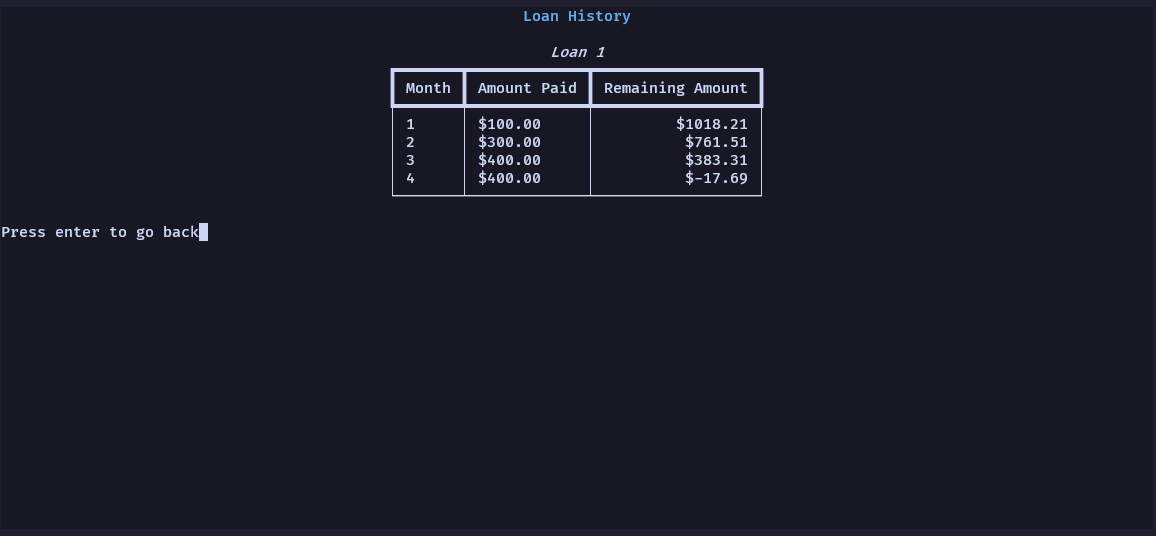 Loan History
Loan 1
Month Amount Paid Remaining Amount
1 $100.00 $1018.21
2 $300.00 $761.51
3 $400.00 $383.31
4 $400.00 $-17.69
Press enter to go back